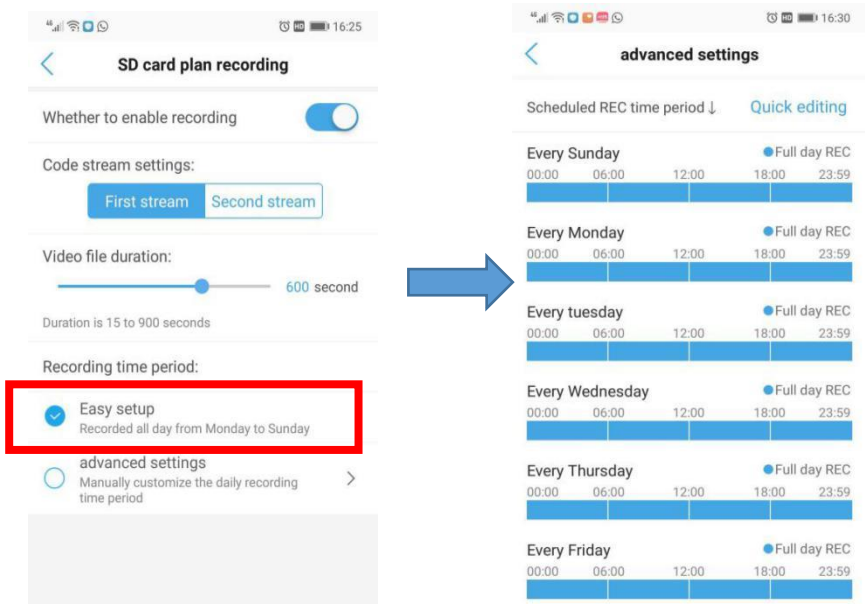 16:25
SD card plan recording
Whether to enable recording
Code stream settings:
First stream Second stream
Video file duration:
600 second
Duration is 15 to 900 seconds
Recording time period:
Easy setup
Recorded all day from Monday to Sunday
advanced settings
Manually customize the daily recording
time period
16:30
advanced settings
Scheduled REC time period↓ Quick editing
Every Sunday Full day REC
00:00 06:00 12:00 18:00 23:59
Every Monday Full day REC
00:00 06:00 12:00 18:00 23:59
Every tuesday Full day REC
00:00 06:00 12:00 18:00 23:59
Every Wednesday Full day REC
00:00 06:00 12:00 18:00 23:59
Every Thursday Full day REC
00:00 06:00 12:00 18:00 23:59
Every Friday Full day REC
00:00 06:00 12:00 18:00 23:59